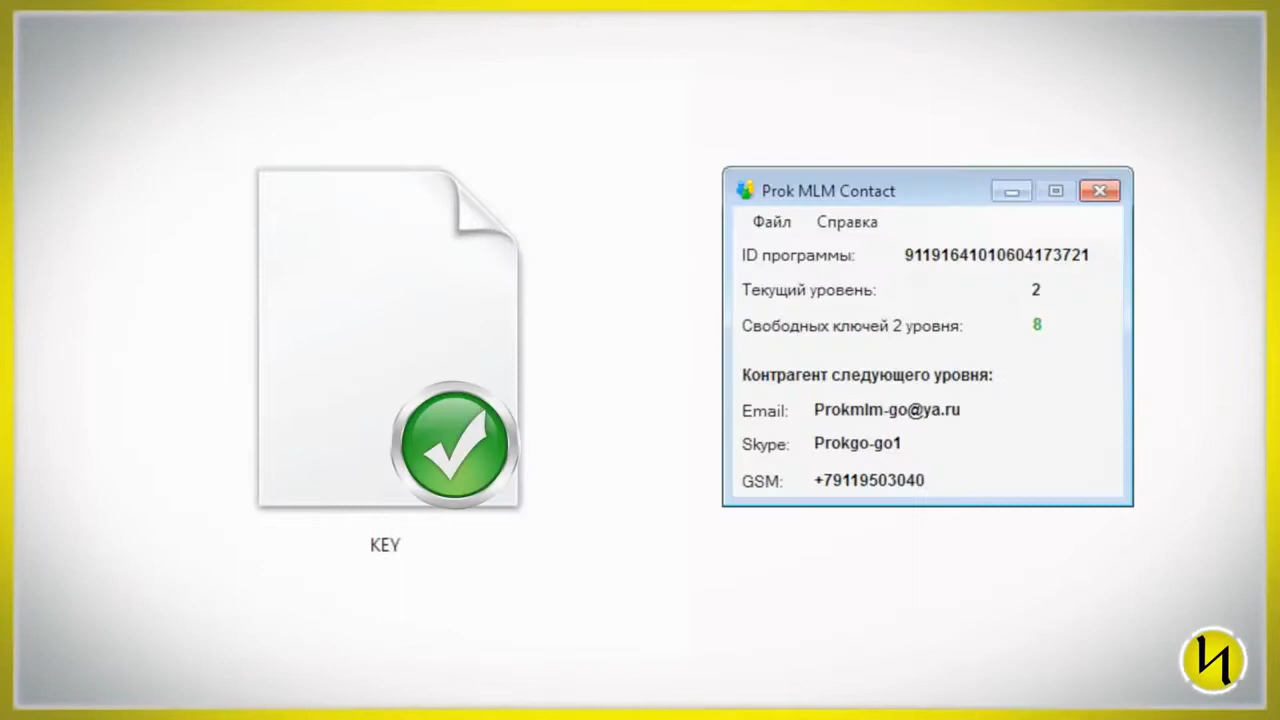 KEY
Prok MLM Contact
Файл Справка
ID программы: 91191641010604173721
Текущий уровень: 2
Свободных ключей 2 уровня: 8
Контрагент следующего уровня:
Email: Prokmlm-go@ya.ru
Skype: Prokgo-go1
GSM: +79119503040